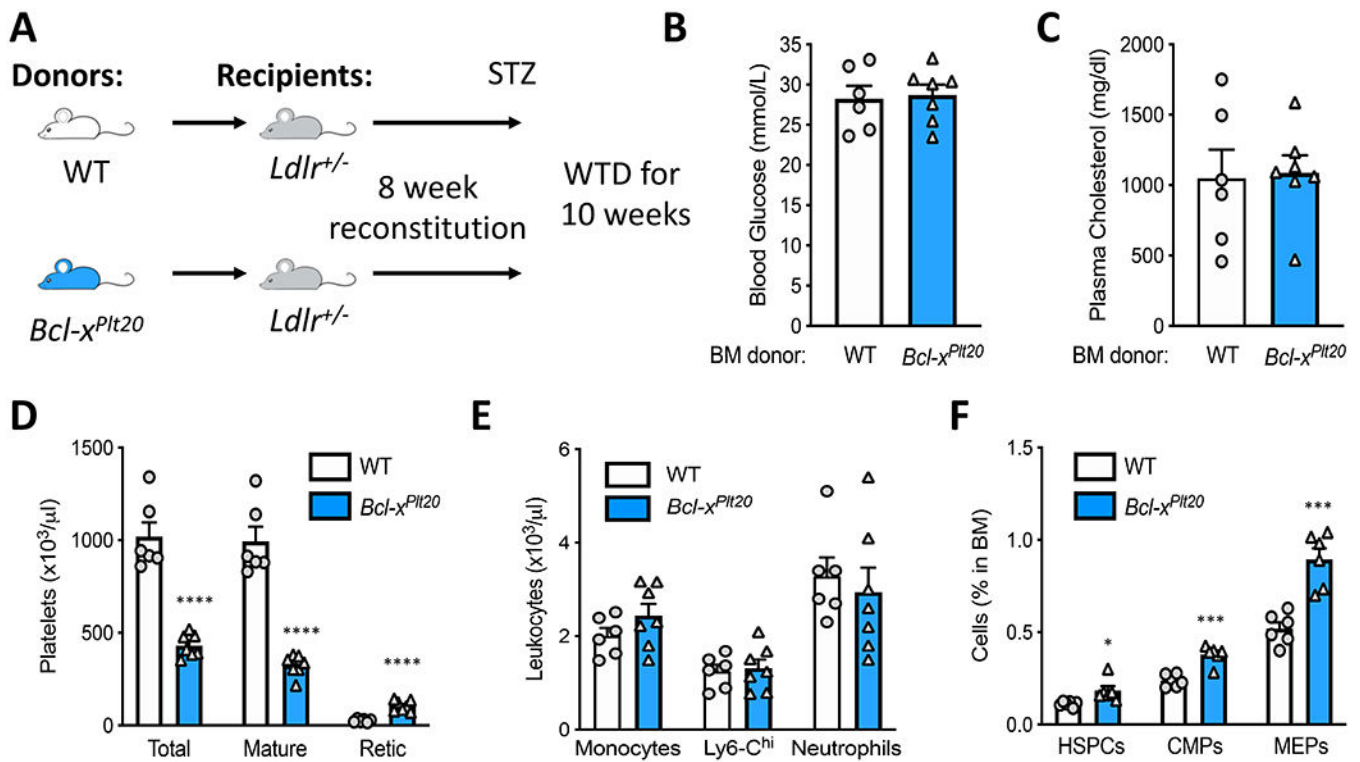 A
Donors:
Recipients:
STZ
WT
Ldlr+/-
8 week
reconstitution
WTD for
10 weeks
Bcl-xPlt20
Ldlr+/-
B
Blood Glucose (mmol/L)
35
30
25
20
15
10
5
0
BM donor:
WT
Bcl-xPlt20
C
Plasma Cholesterol (mg/dl)
2000
1500
1000
500
0
BM donor:
WT
Bcl-xPlt20
D
Platelets (x10³/µl)
1500
1000
500
0
WT
Bcl-xPlt20
****
****
****
Total
Mature
Retic
E
Leukocytes (x10³/µl)
6
4
2
0
WT
Bcl-xPlt20
Monocytes
Ly6-Chi
Neutrophils
F
Cells (% in BM)
1.5
1.0
0.5
0.0
WT
Bcl-xPlt20
*
***
***
HSPCs
CMPs
MEPs